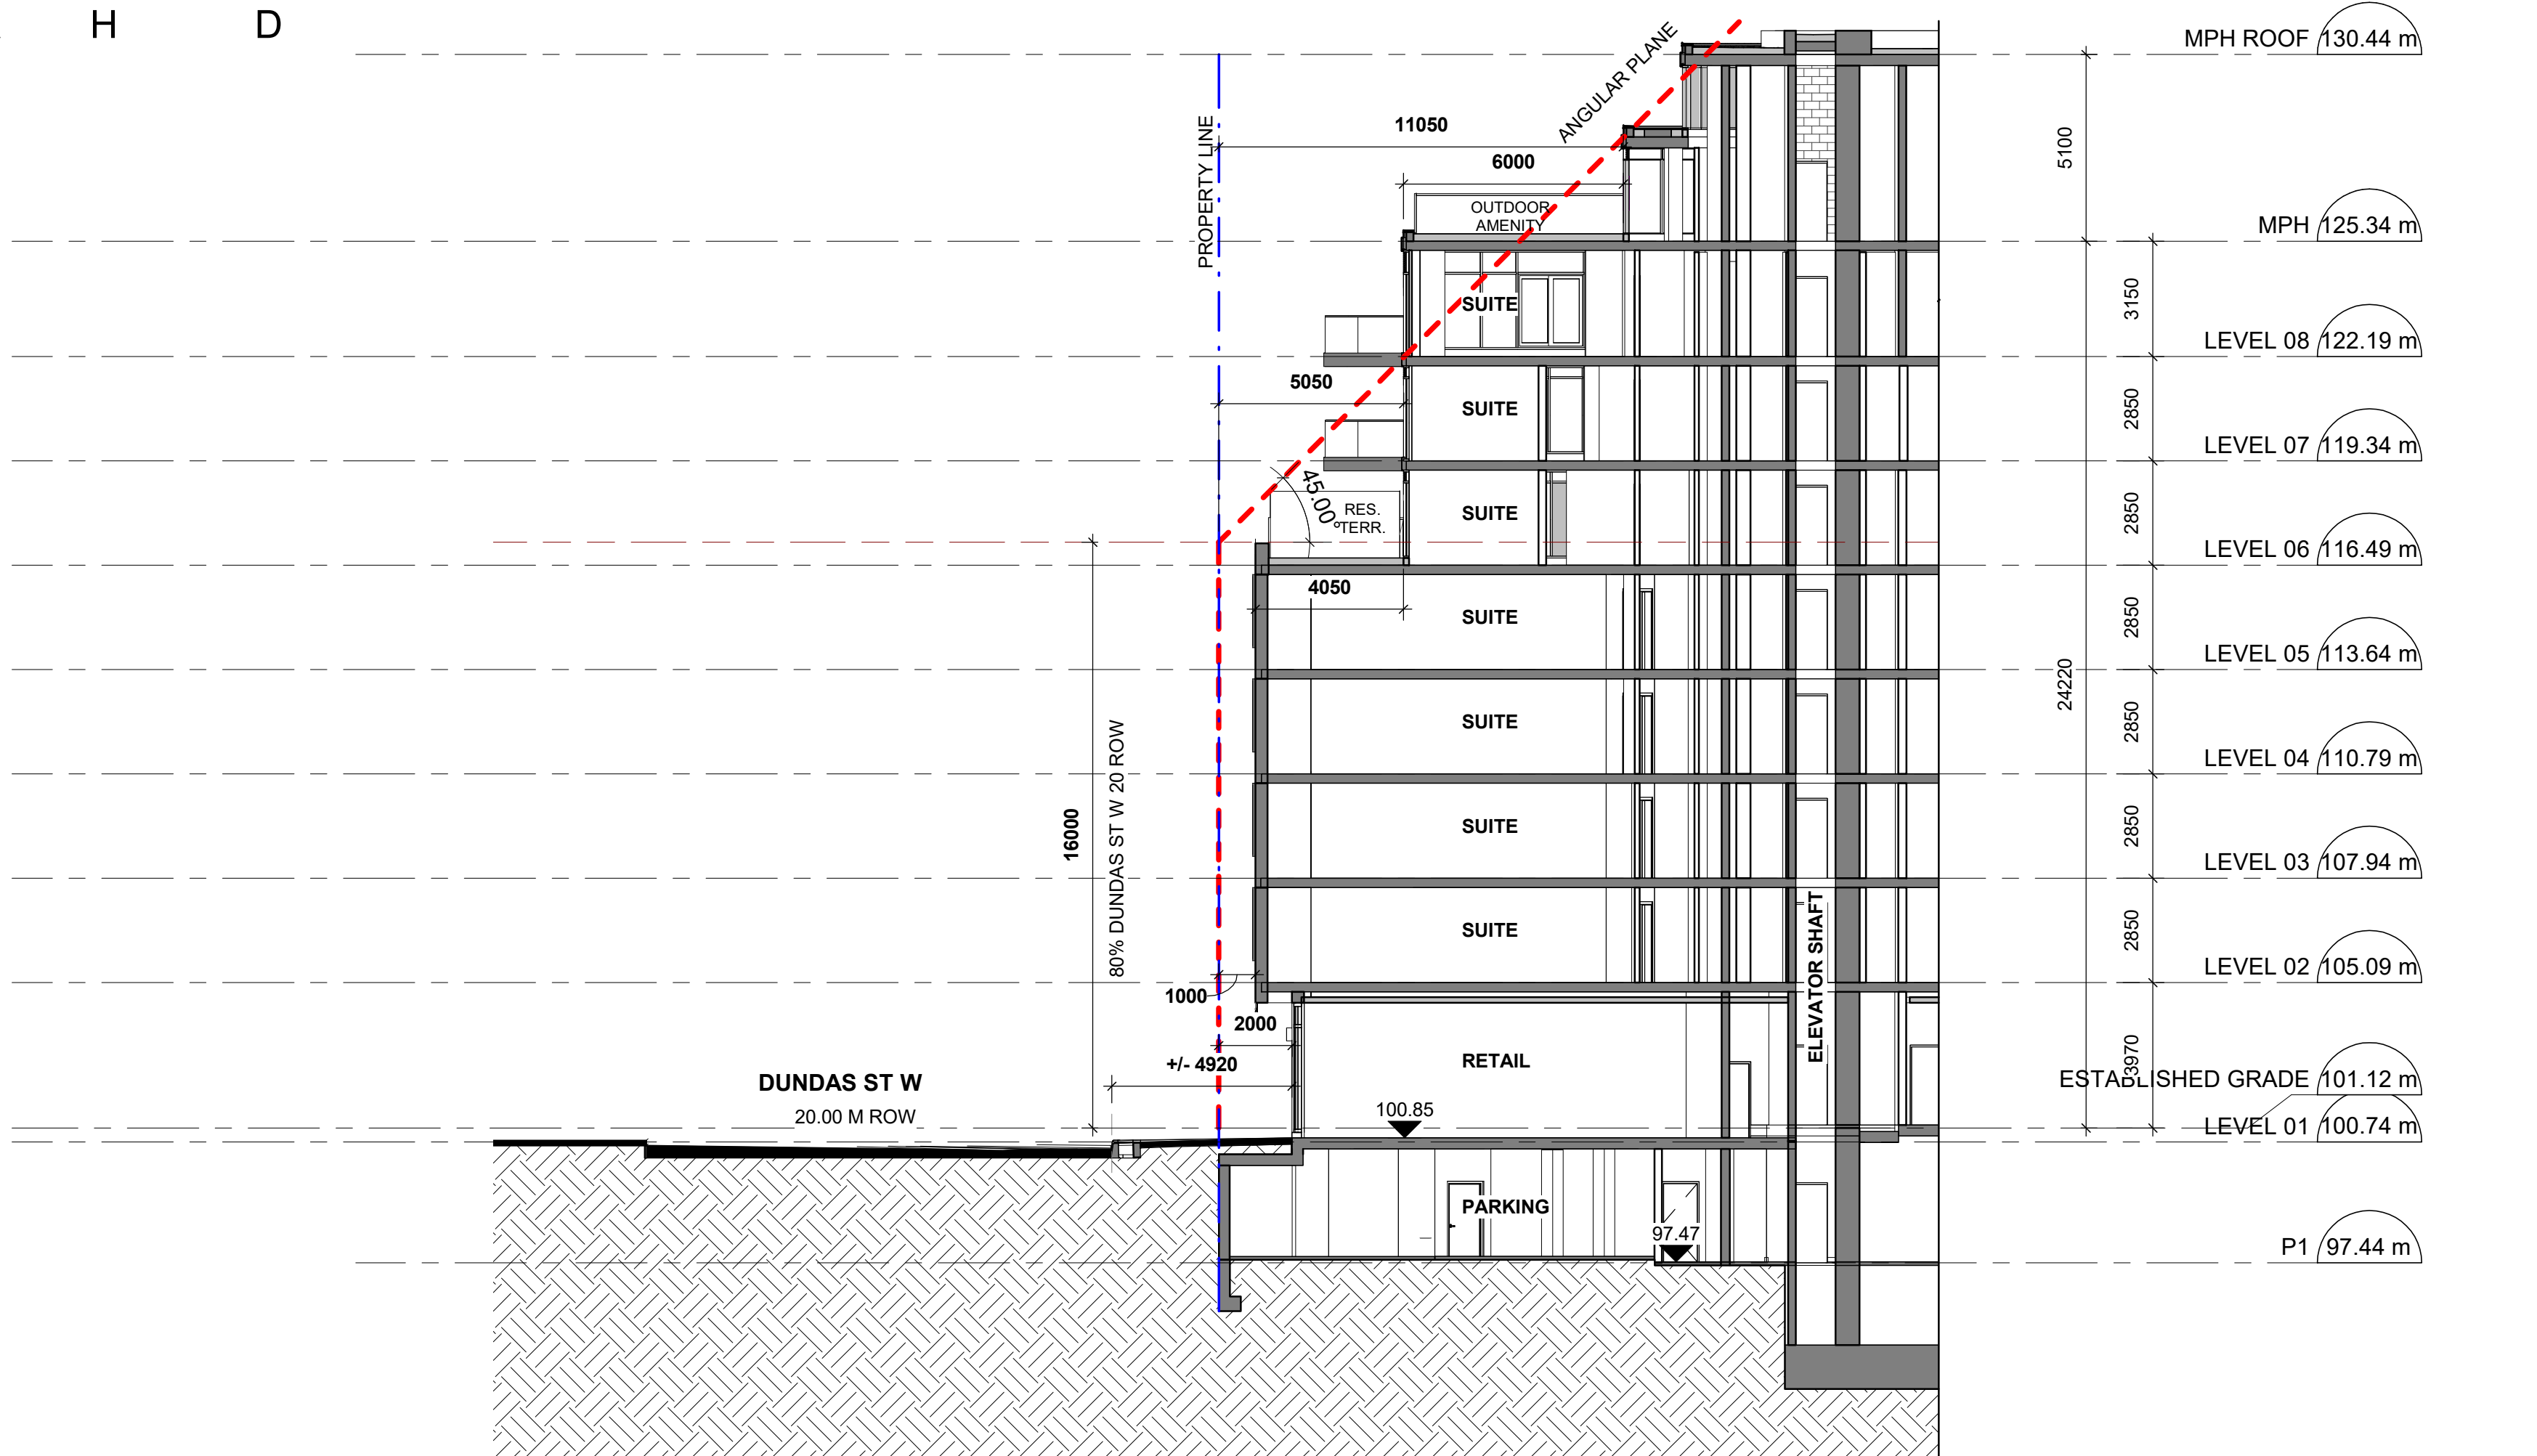 H
D
MPH ROOF 130.44 m
ANGULAR PLANE
PROPERTY LINE
11050
6000
5100
OUTDOOR
AMENITY
MPH 125.34 m
SUITE
3150
LEVEL 08 122.19 m
5050
SUITE
2850
LEVEL 07 119.34 m
45.00°
RES.
TERR.
SUITE
2850
LEVEL 06 116.49 m
4050
SUITE
2850
LEVEL 05 113.64 m
24220
SUITE
2850
LEVEL 04 110.79 m
16000
80% DUNDAS ST W 20 ROW
SUITE
2850
LEVEL 03 107.94 m
SUITE
2850
LEVEL 02 105.09 m
ELEVATOR SHAFT
1000
2000
+/- 4920
RETAIL
3970
DUNDAS ST W
20.00 M ROW
ESTABLISHED GRADE 101.12 m
100.85
LEVEL 01 100.74 m
PARKING
97.47
P1 97.44 m